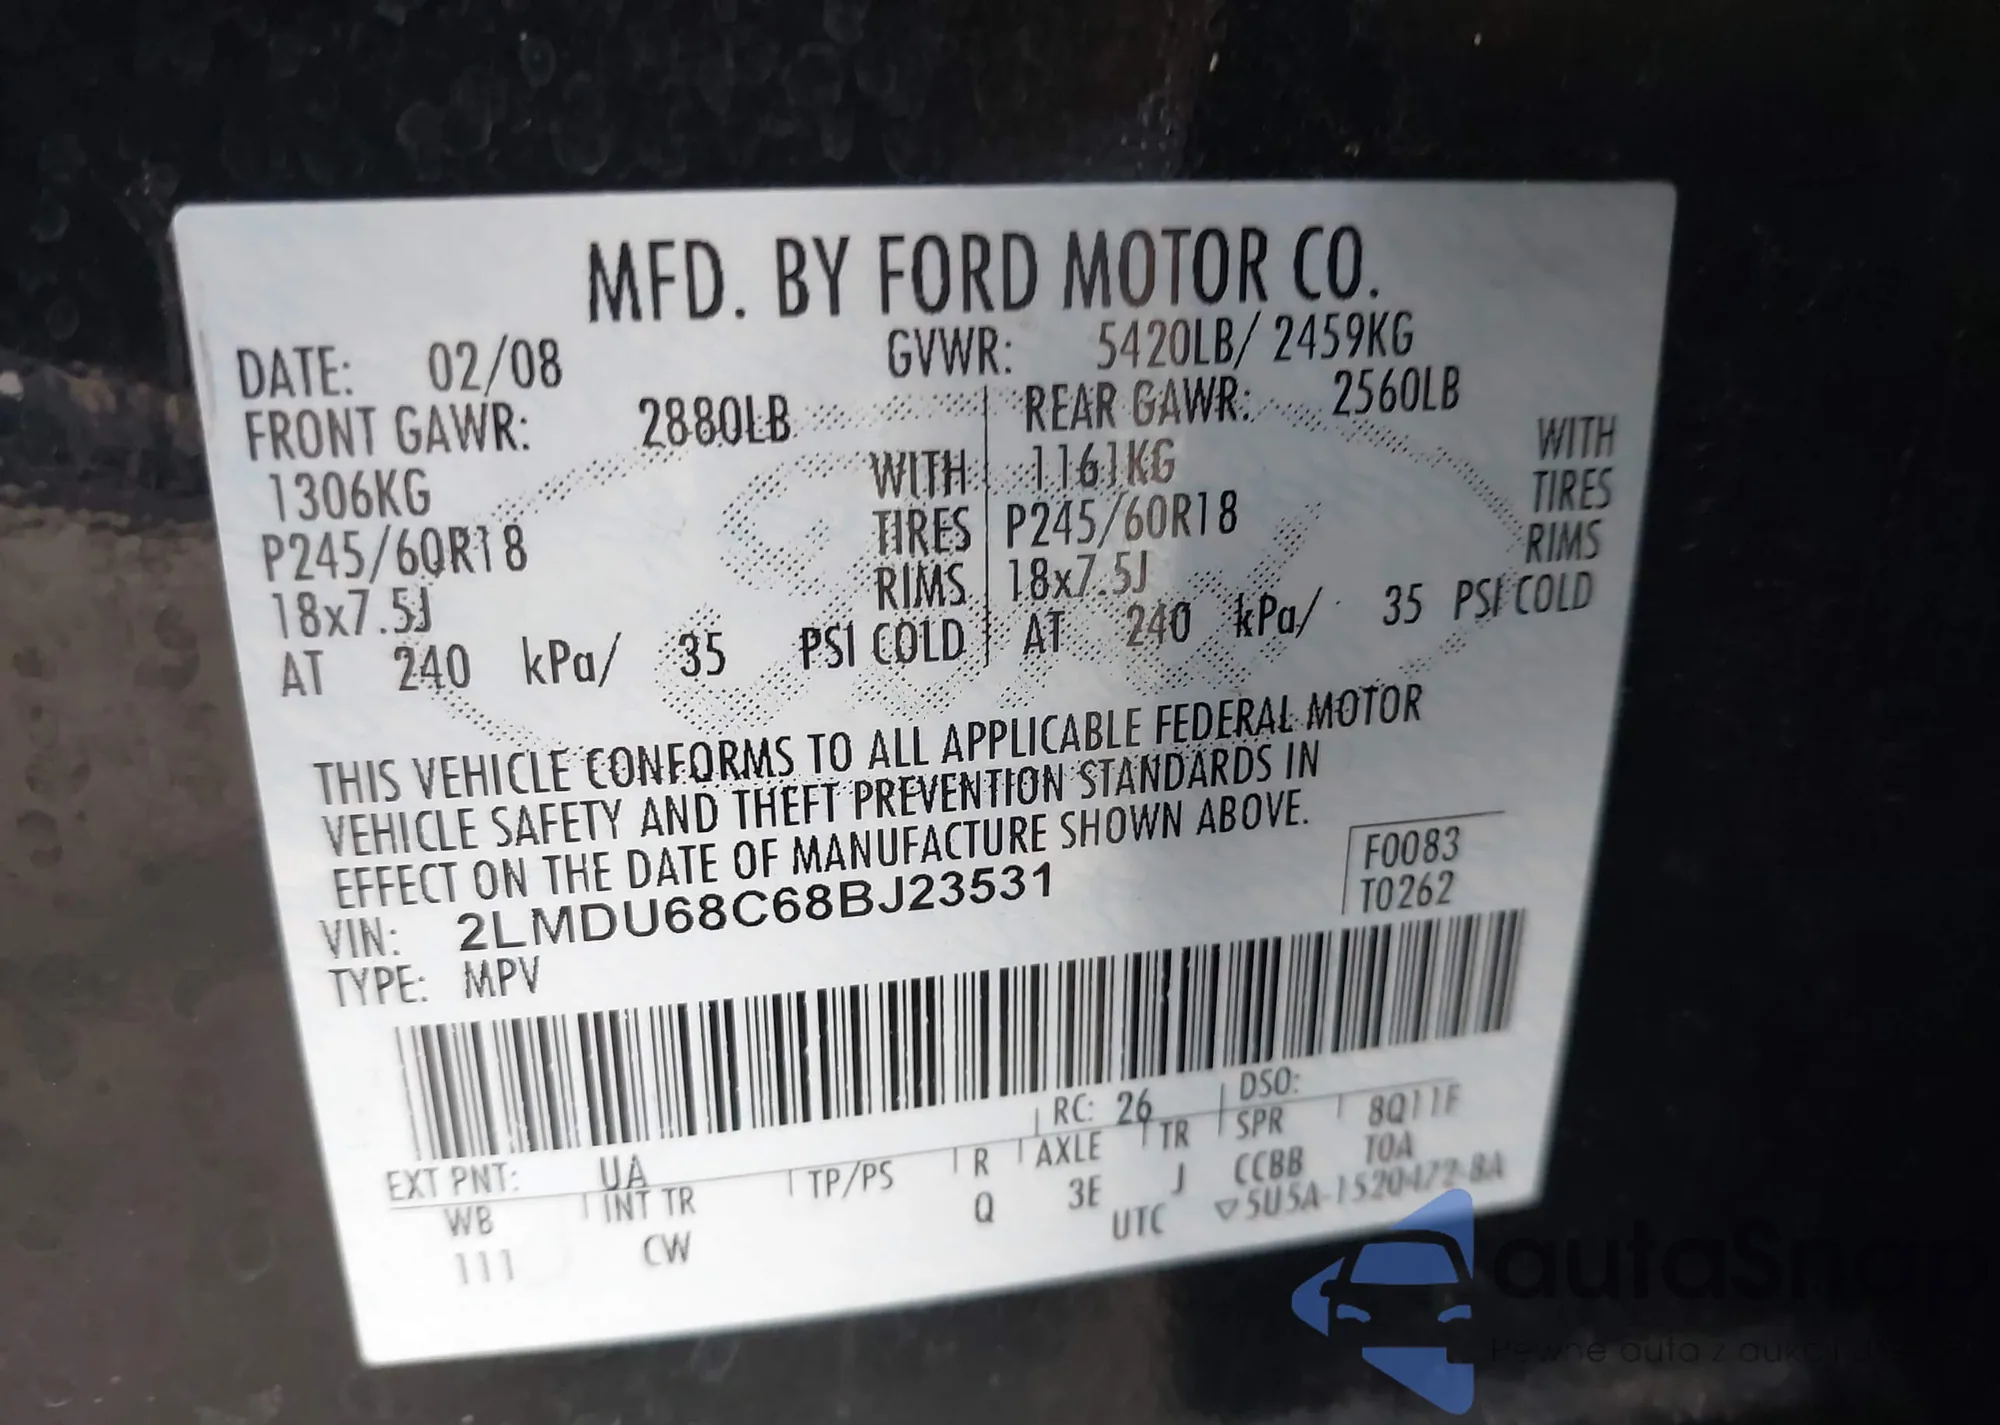 MFD. BY FORD MOTOR CO.
DATE: 02/08 GVWR: 5420LB/ 2459KG
FRONT GAWR: 2880LB REAR GAWR: 2560LB
1306KG WITH 1161KG WITH
P245/60R18 TIRES P245/60R18 TIRES
18x7.5J RIMS 18x7.5J RIMS
AT 240 kPa/ 35 PSI COLD AT 240 kPa/ 35 PSI COLD
THIS VEHICLE CONFORMS TO ALL APPLICABLE FEDERAL MOTOR
VEHICLE SAFETY AND THEFT PREVENTION STANDARDS IN
EFFECT ON THE DATE OF MANUFACTURE SHOWN ABOVE.
F0083
VIN: 2LMDU68C68BJ23531 T0262
TYPE: MPV
EXT PNT: UA RC: 26 DSO:
WB INT TR TP/PS R AXLE TR SPR 8Q11F
111 CW Q 3E J CCBB T0A
UTC ▽5U5A-1520472-BA
autaSnap
Pewne auta z